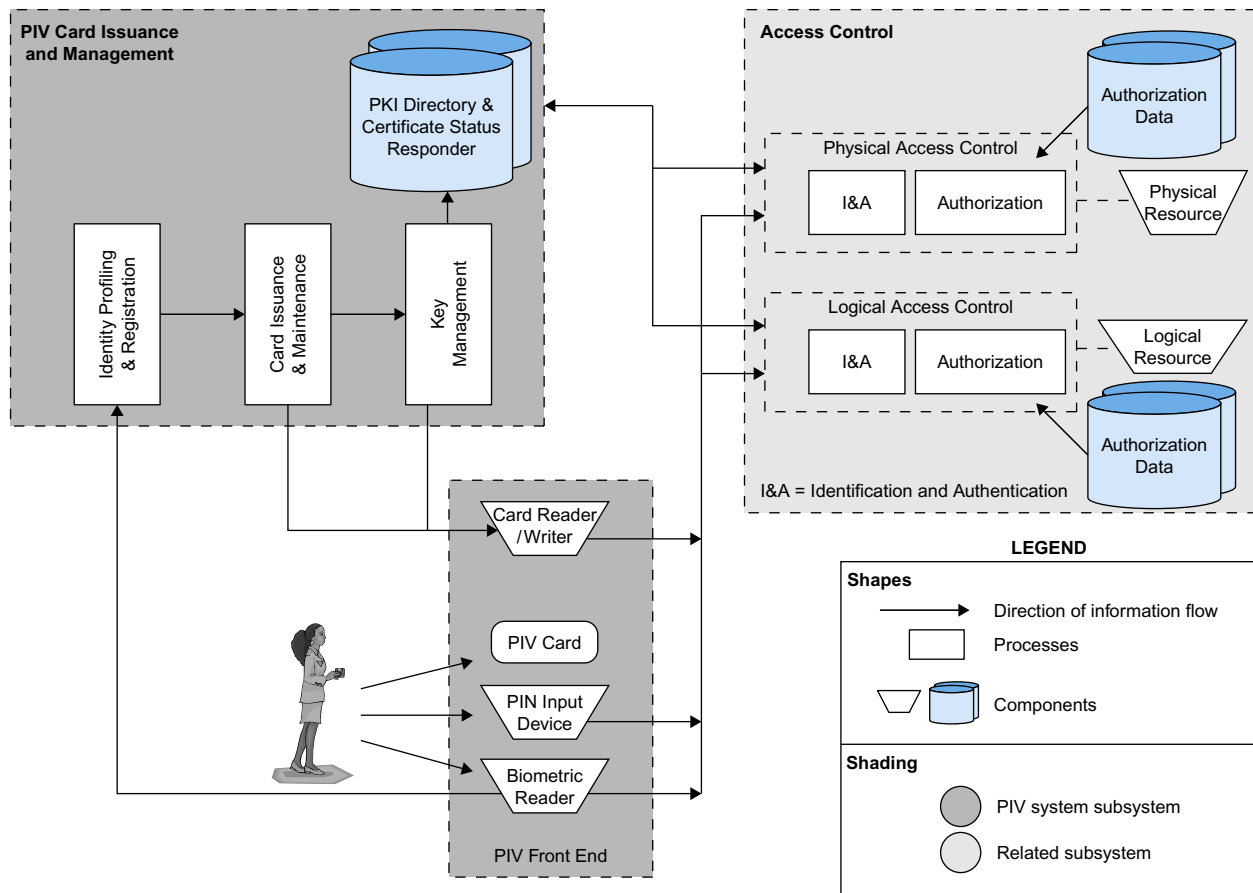 PIV Card Issuance
and Management
PKI Directory &
Certificate Status
Responder
Identity Profiling
& Registration
Card Issuance
& Maintenance
Key
Management
Access Control
Authorization
Data
Physical Access Control
I&A
Authorization
Physical
Resource
Logical Access Control
I&A
Authorization
Logical
Resource
Authorization
Data
I&A = Identification and Authentication
Card Reader
/Writer
PIV Card
PIN Input
Device
Biometric
Reader
PIV Front End
LEGEND
Shapes
Direction of information flow
Processes
Components
Shading
PIV system subsystem
Related subsystem